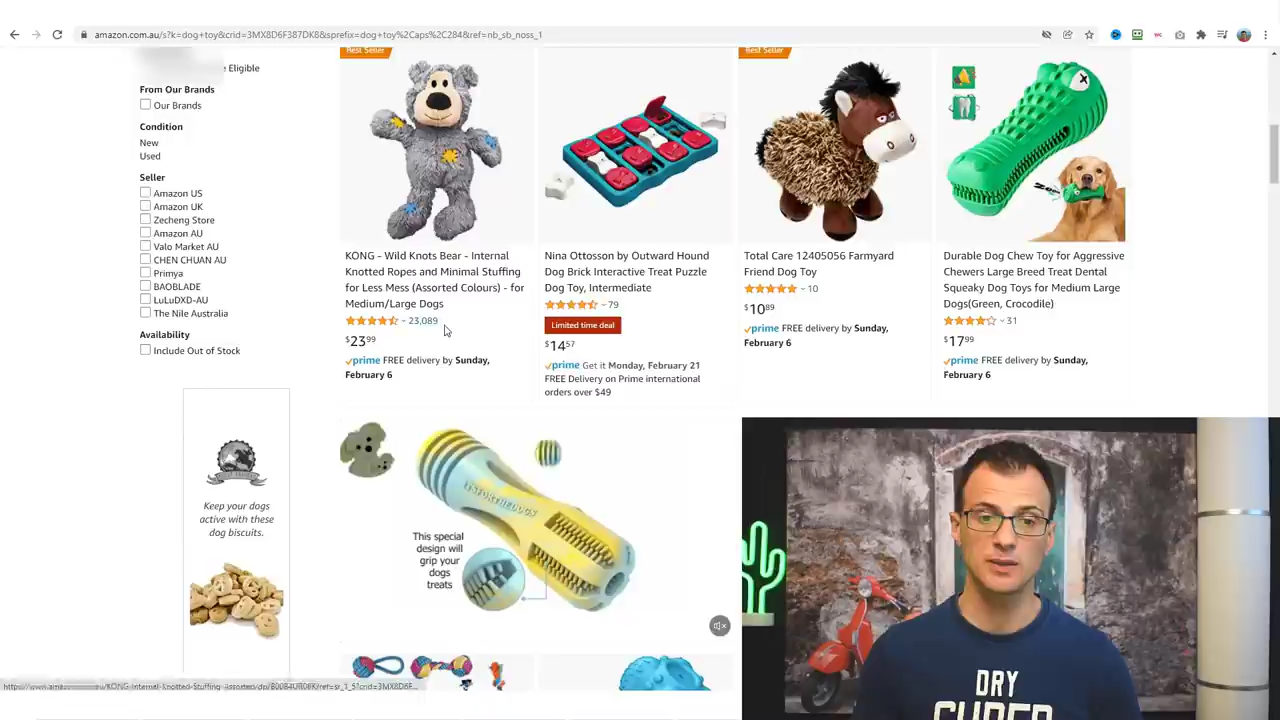 amazon.com.au/s?k=dog+toy&crid=3MX8D6F387DK8&sprefix=dog+toy%2Caps%2C284&ref=nb_sb_noss_1
e Eligible
From Our Brands
Our Brands
Condition
New
Used
Seller
Amazon US
Amazon UK
Zecheng Store
Amazon AU
Valo Market AU
CHEN CHUAN AU
Primya
BAOBLADE
LuLuDXD-AU
The Nile Australia
Availability
Include Out of Stock
Keep your dogs
active with these
dog biscuits.
Best Seller
KONG - Wild Knots Bear - Internal
Knotted Ropes and Minimal Stuffing
for Less Mess (Assorted Colours) - for
Medium/Large Dogs
23,089
$2399
prime FREE delivery by Sunday,
February 6
Nina Ottosson by Outward Hound
Dog Brick Interactive Treat Puzzle
Dog Toy, Intermediate
79
Limited time deal
$1457
prime Get it Monday, February 21
FREE Delivery on Prime international
orders over $49
Best Seller
Total Care 12405056 Farmyard
Friend Dog Toy
10
$1089
prime FREE delivery by Sunday,
February 6
Durable Dog Chew Toy for Aggressive
Chewers Large Breed Treat Dental
Squeaky Dog Toys for Medium Large
Dogs(Green, Crocodile)
31
$1799
prime FREE delivery by Sunday,
February 6
ITSFORTHEDOGS
This special
design will
grip your
dogs
treats
DRY